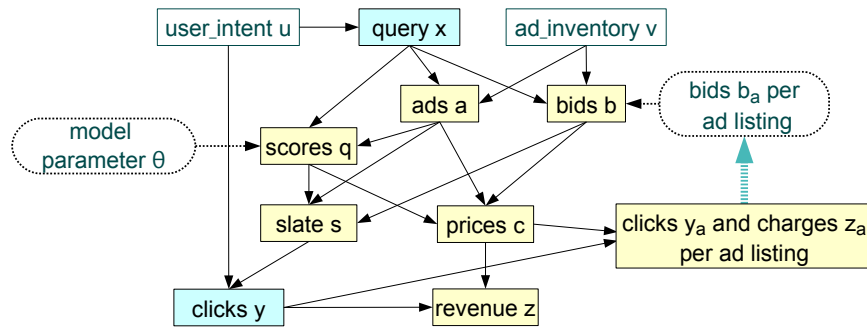 user_intent u
query x
ad_inventory v
ads a
bids b
bids ba per
ad listing
model
parameter θ
scores q
slate s
prices c
clicks ya and charges za
per ad listing
clicks y
revenue z